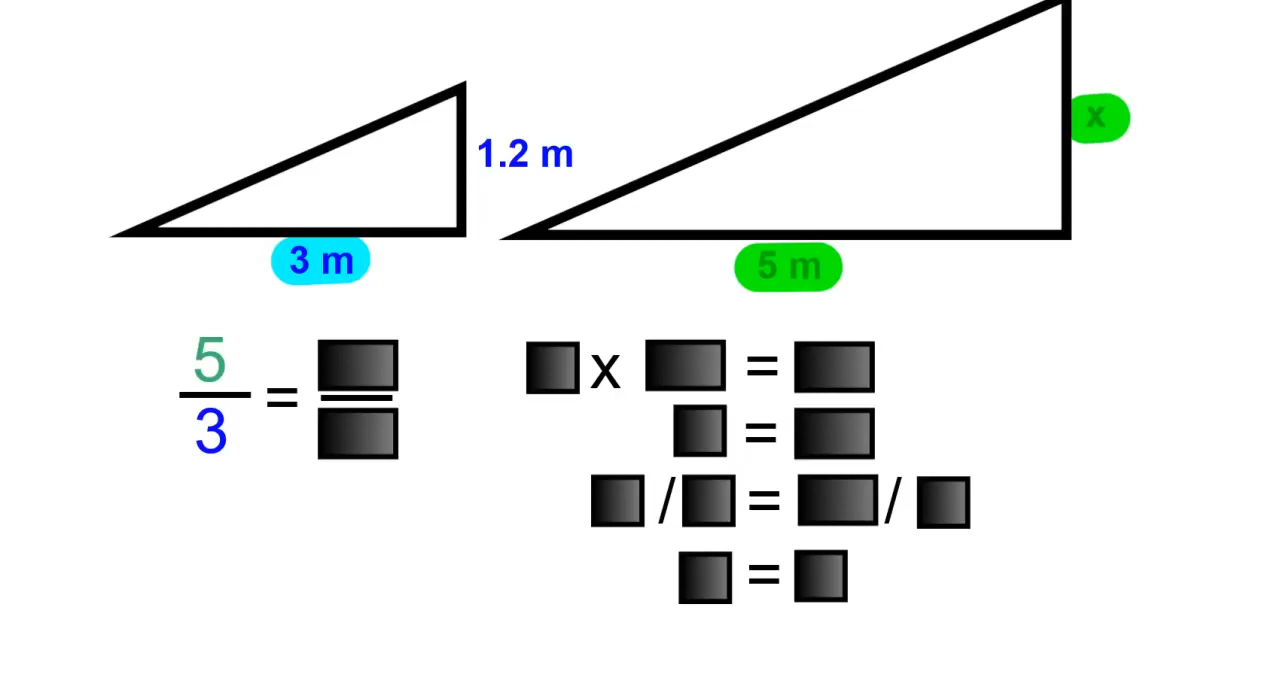 x
1.2 m
3 m
5 m
5
3
=
x =
=
/ = /
=